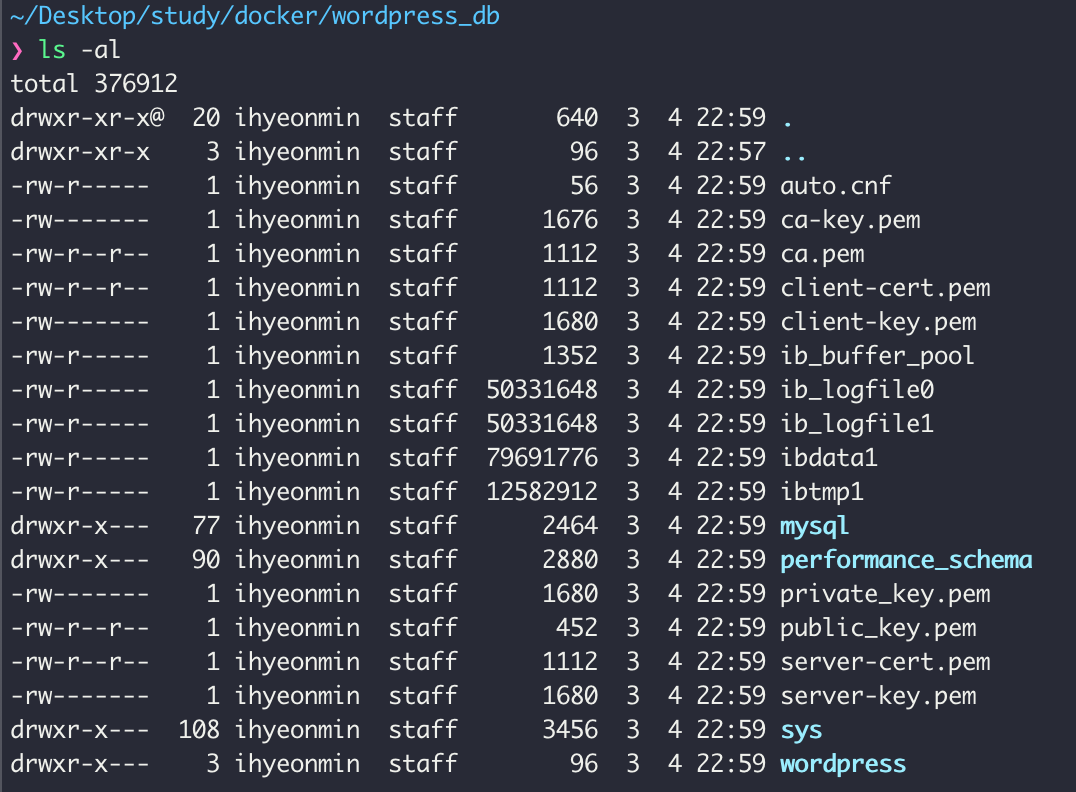 ~/Desktop/study/docker/wordpress_db
❯ ls -al
total 376912
drwxr-xr-x@  20 ihyeonmin  staff       640  3  4 22:59 .
drwxr-xr-x    3 ihyeonmin  staff        96  3  4 22:57 ..
-rw-r-----    1 ihyeonmin  staff        56  3  4 22:59 auto.cnf
-rw-------    1 ihyeonmin  staff      1676  3  4 22:59 ca-key.pem
-rw-r--r--    1 ihyeonmin  staff      1112  3  4 22:59 ca.pem
-rw-r--r--    1 ihyeonmin  staff      1112  3  4 22:59 client-cert.pem
-rw-------    1 ihyeonmin  staff      1680  3  4 22:59 client-key.pem
-rw-r-----    1 ihyeonmin  staff      1352  3  4 22:59 ib_buffer_pool
-rw-r-----    1 ihyeonmin  staff  50331648  3  4 22:59 ib_logfile0
-rw-r-----    1 ihyeonmin  staff  50331648  3  4 22:59 ib_logfile1
-rw-r-----    1 ihyeonmin  staff  79691776  3  4 22:59 ibdata1
-rw-r-----    1 ihyeonmin  staff  12582912  3  4 22:59 ibtmp1
drwxr-x---   77 ihyeonmin  staff      2464  3  4 22:59 mysql
drwxr-x---   90 ihyeonmin  staff      2880  3  4 22:59 performance_schema
-rw-------    1 ihyeonmin  staff      1680  3  4 22:59 private_key.pem
-rw-r--r--    1 ihyeonmin  staff       452  3  4 22:59 public_key.pem
-rw-r--r--    1 ihyeonmin  staff      1112  3  4 22:59 server-cert.pem
-rw-------    1 ihyeonmin  staff      1680  3  4 22:59 server-key.pem
drwxr-x---  108 ihyeonmin  staff      3456  3  4 22:59 sys
drwxr-x---    3 ihyeonmin  staff        96  3  4 22:59 wordpress